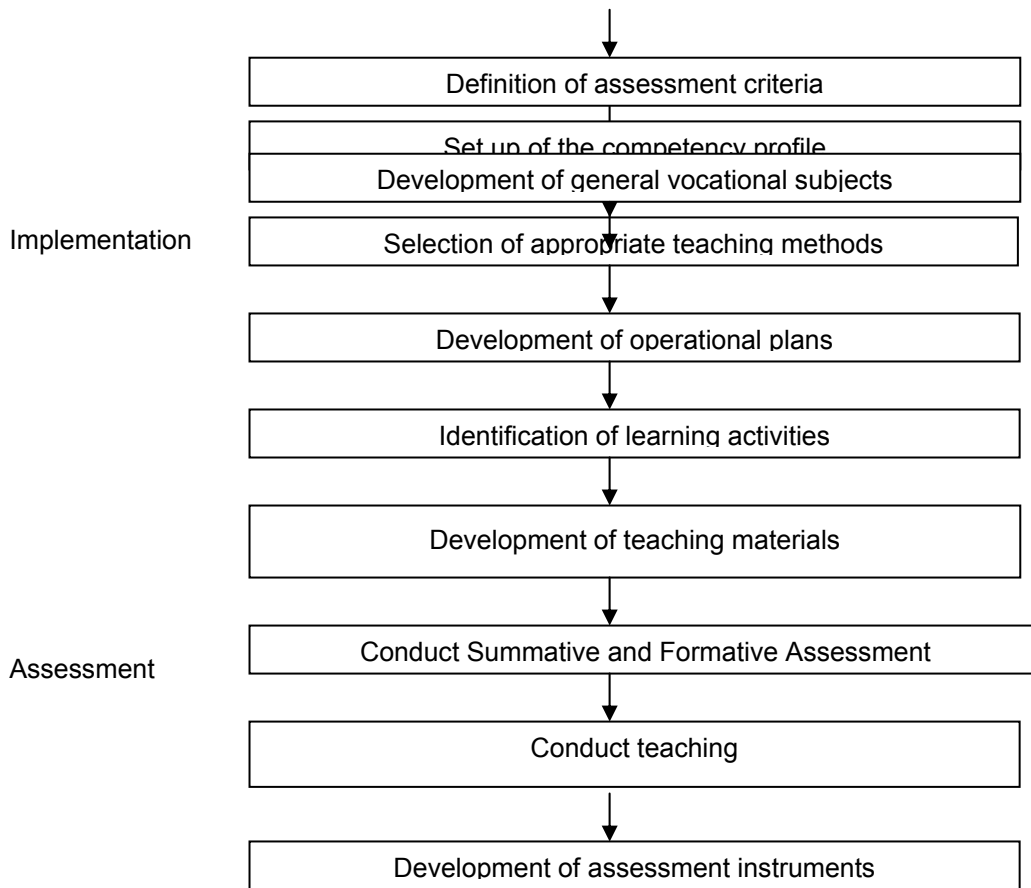 Definition of assessment criteria
Set up of the competency profile
Development of general vocational subjects
Implementation
Selection of appropriate teaching methods
Development of operational plans
Identification of learning activities
Development of teaching materials
Conduct Summative and Formative Assessment
Assessment
Conduct teaching
Development of assessment instruments